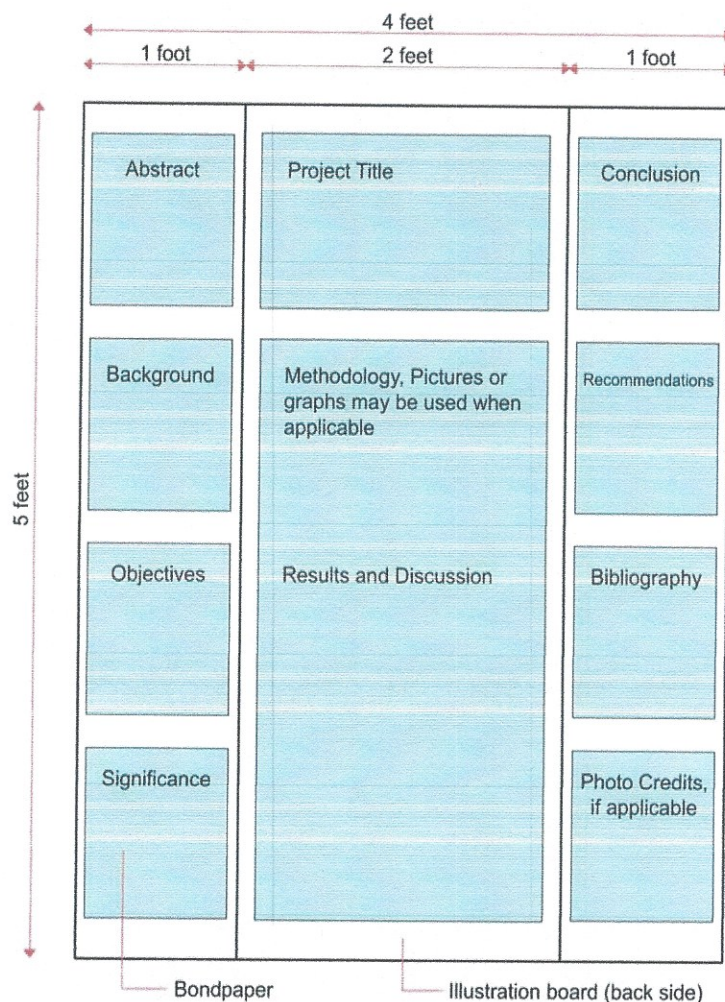 4 feet
1 foot
2 feet
1 foot
5 feet
Abstract
Background
Objectives
Significance
Project Title
Methodology, Pictures or
graphs may be used when
applicable
Results and Discussion
Conclusion
Recommendations
Bibliography
Photo Credits,
if applicable
Bondpaper
Illustration board (back side)